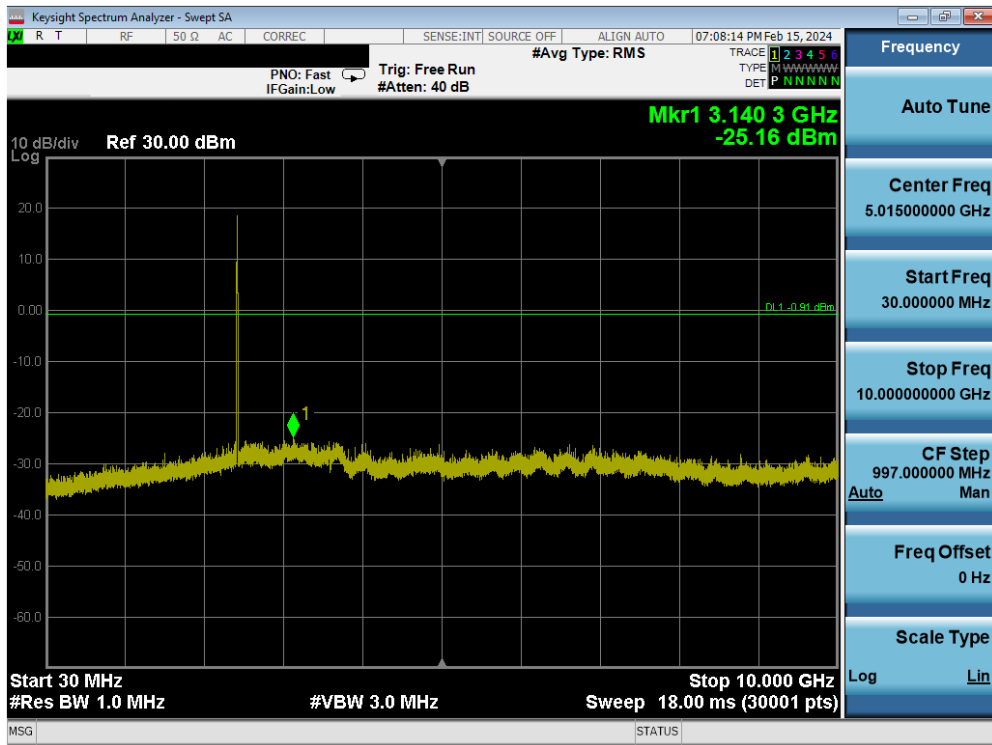 Keysight Spectrum Analyzer - Swept SA
LXI R T RF 50 Ω AC CORREC SENSE:INT SOURCE OFF ALIGN AUTO 07:08:14 PM Feb 15, 2024
#Avg Type: RMS
TRACE 1 2 3 4 5 6
TYPE M W W W W W
DET P N N N N N
PNO: Fast
IFGain:Low
Trig: Free Run
#Atten: 40 dB
Mkr1 3.140 3 GHz
-25.16 dBm
10 dB/div
Log
Ref 30.00 dBm
20.0
10.0
0.00
-10.0
-20.0
-30.0
-40.0
-50.0
-60.0
DL1 -0.91 dBm
1
Start 30 MHz
Stop 10.000 GHz
#Res BW 1.0 MHz
#VBW 3.0 MHz
Sweep 18.00 ms (30001 pts)
MSG
STATUS
Frequency
Auto Tune
Center Freq
5.015000000 GHz
Start Freq
30.000000 MHz
Stop Freq
10.000000000 GHz
CF Step
997.000000 MHz
Auto Man
Freq Offset
0 Hz
Scale Type
Log Lin